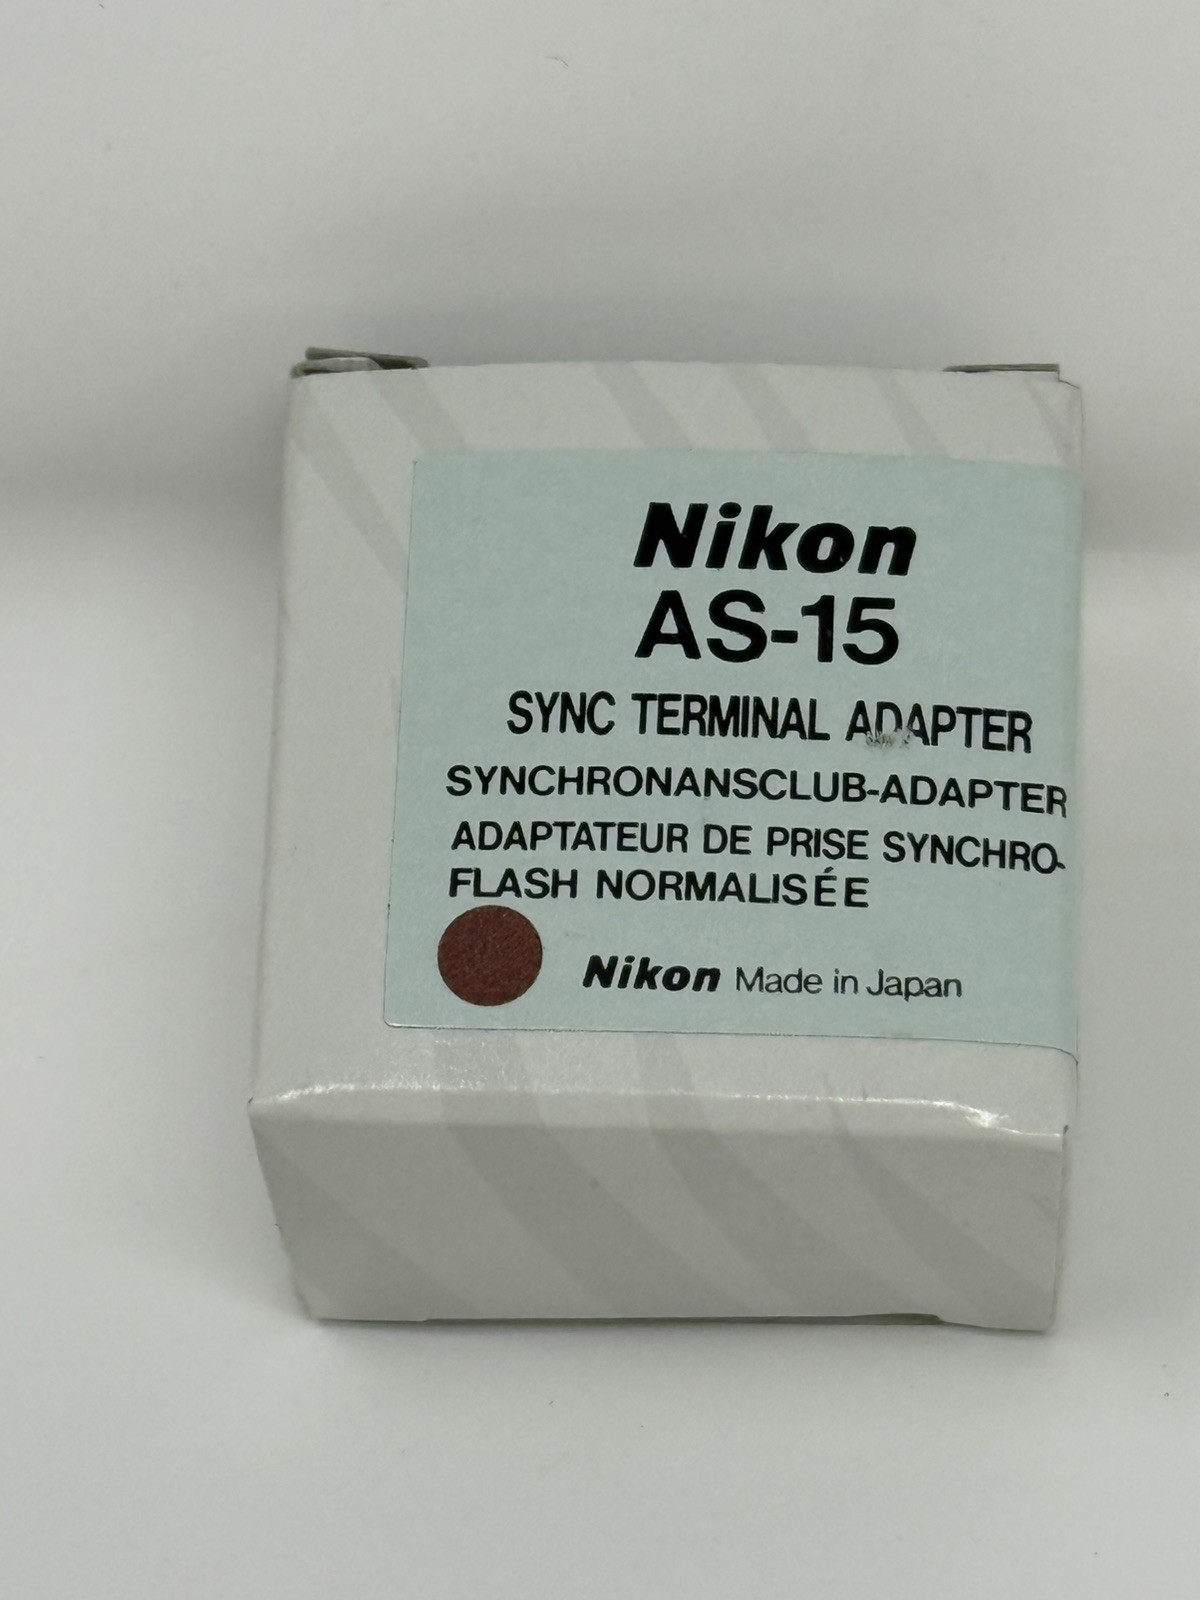 Nikon
AS-15
SYNC TERMINAL ADAPTER
SYNCHRONANSCLUB-ADAPTER
ADAPTATEUR DE PRISE SYNCHRO-
FLASH NORMALISÉE
Nikon Made in Japan